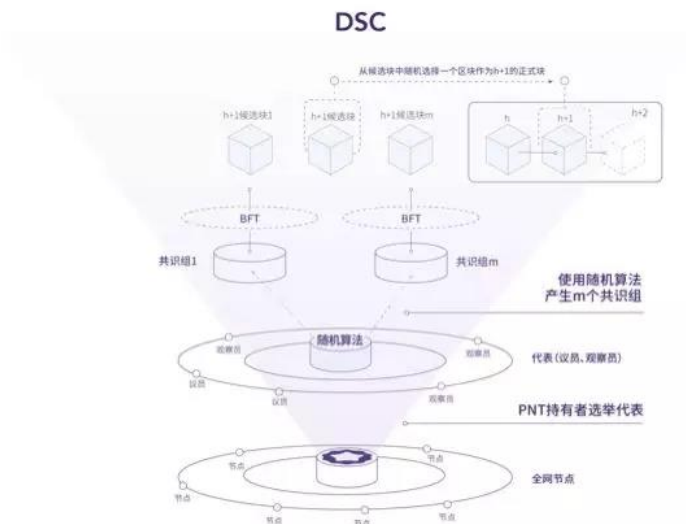 DSC
从候选块中随机选择一个区块作为h+1的正式块
h+1候选块1
h+1候选块
h+1候选块m
h
h+1
h+2
BFT
BFT
共识组1
共识组m
使用随机算法
产生m个共识组
随机算法
观察员
观察员
代表（议员、观察员）
议员
议员
观察员
PNT持有者选举代表
节点
节点
全网节点
节点
节点
节点
节点